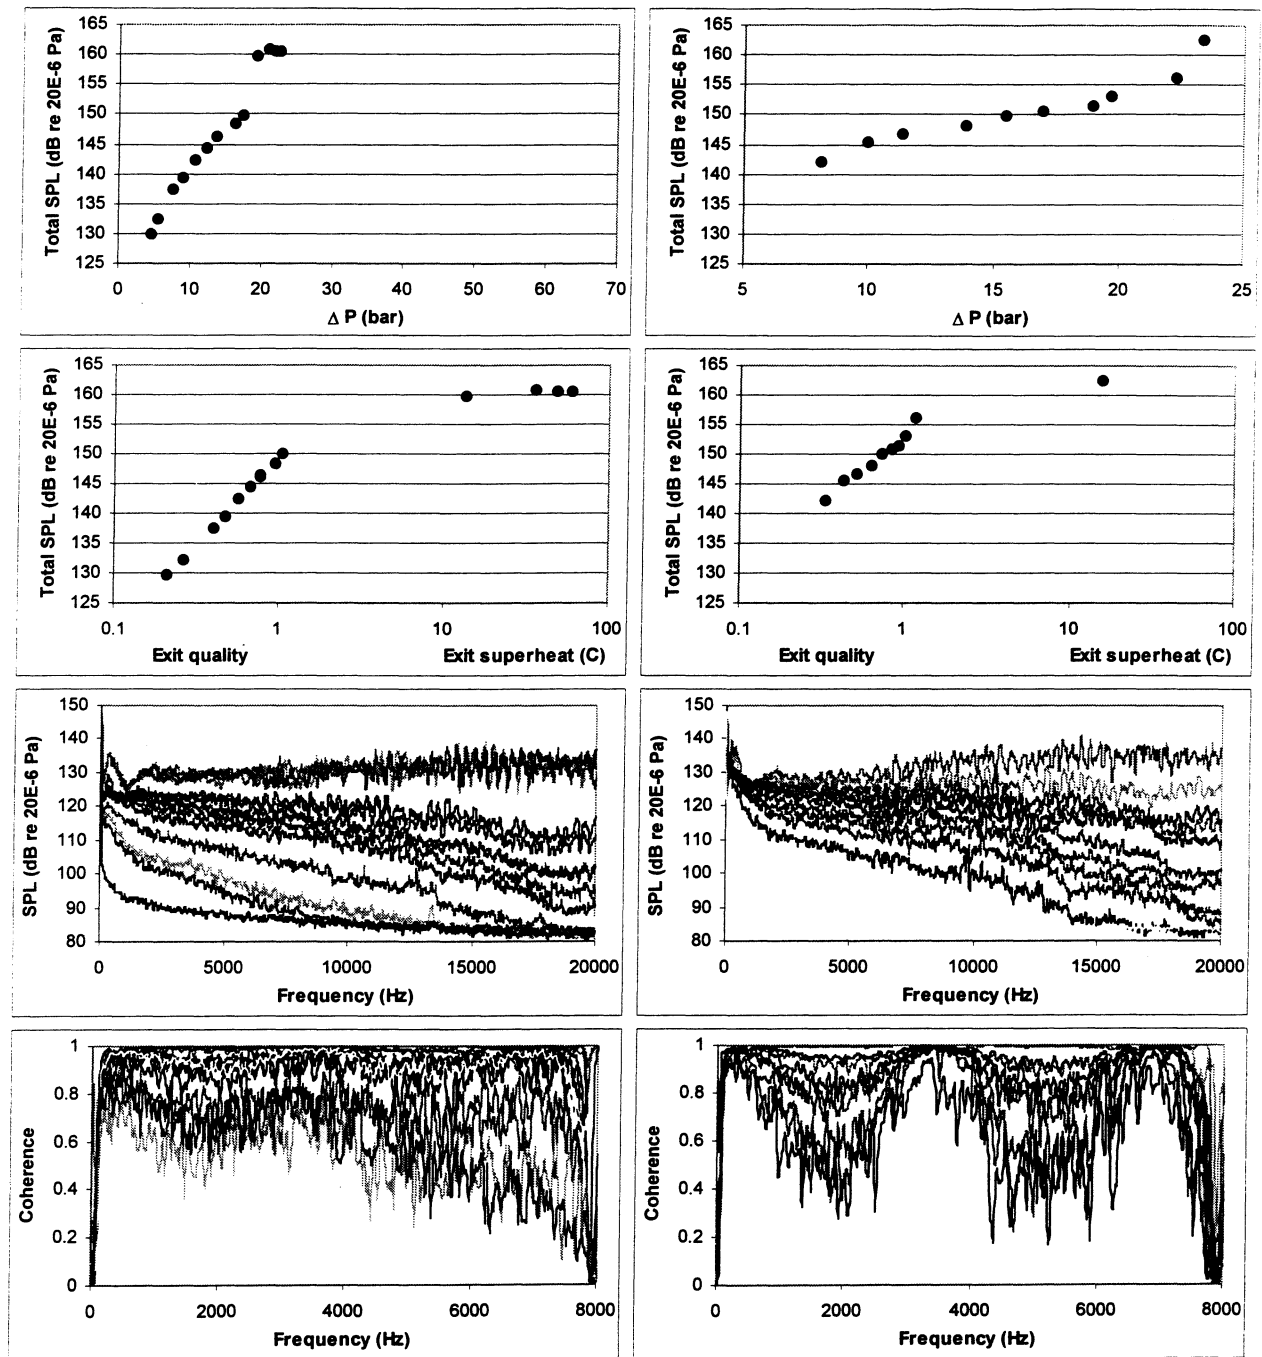 Total SPL (dB re 20E-6 Pa)
165
160
155
150
145
140
135
130
125
0 10 20 30 40 50 60 70
Δ P (bar)
Total SPL (dB re 20E-6 Pa)
165
160
155
150
145
140
135
130
125
5 10 15 20 25
Δ P (bar)
Total SPL (dB re 20E-6 Pa)
165
160
155
150
145
140
135
130
125
0.1 1 10 100
Exit quality Exit superheat (C)
Total SPL (dB re 20E-6 Pa)
165
160
155
150
145
140
135
130
125
0.1 1 10 100
Exit quality Exit superheat (C)
SPL (dB re 20E-6 Pa)
150
140
130
120
110
100
90
80
0 5000 10000 15000 20000
Frequency (Hz)
SPL (dB re 20E-6 Pa)
150
140
130
120
110
100
90
80
0 5000 10000 15000 20000
Frequency (Hz)
Coherence
1
0.8
0.6
0.4
0.2
0
0 2000 4000 6000 8000
Frequency (Hz)
Coherence
1
0.8
0.6
0.4
0.2
0
0 2000 4000 6000 8000
Frequency (Hz)